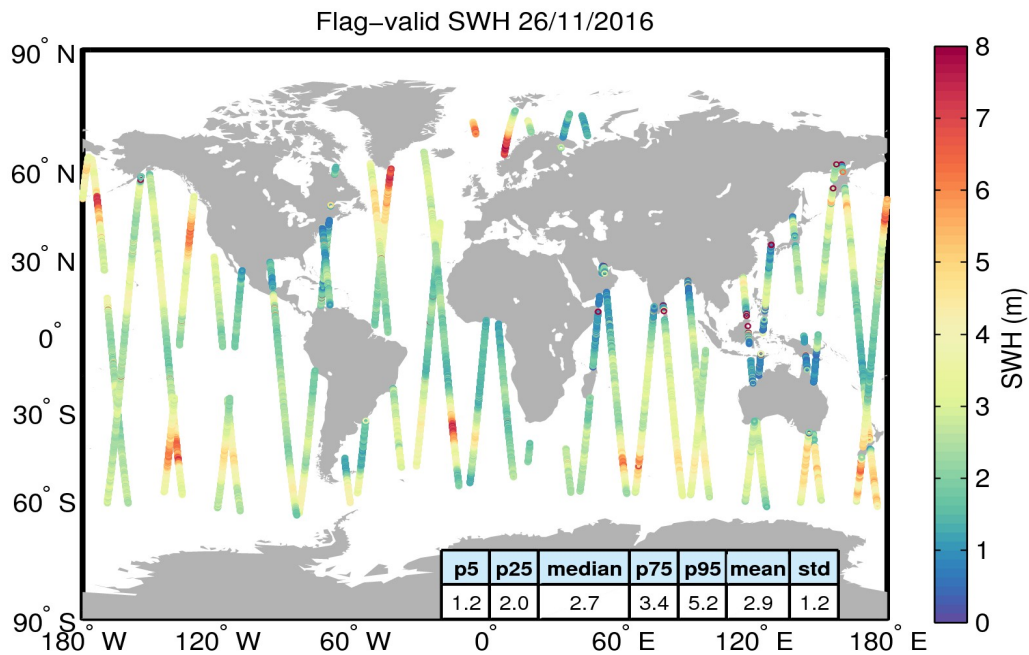 Flag−valid SWH 26/11/2016
90° N
60° N
30° N
0°
30° S
60° S
90° S
180° W
120° W
60° W
0°
60° E
120° E
180° E
p5 p25 median p75 p95 mean std
1.2 2.0 2.7 3.4 5.2 2.9 1.2
8
7
6
5
4
3
2
1
0
SWH (m)